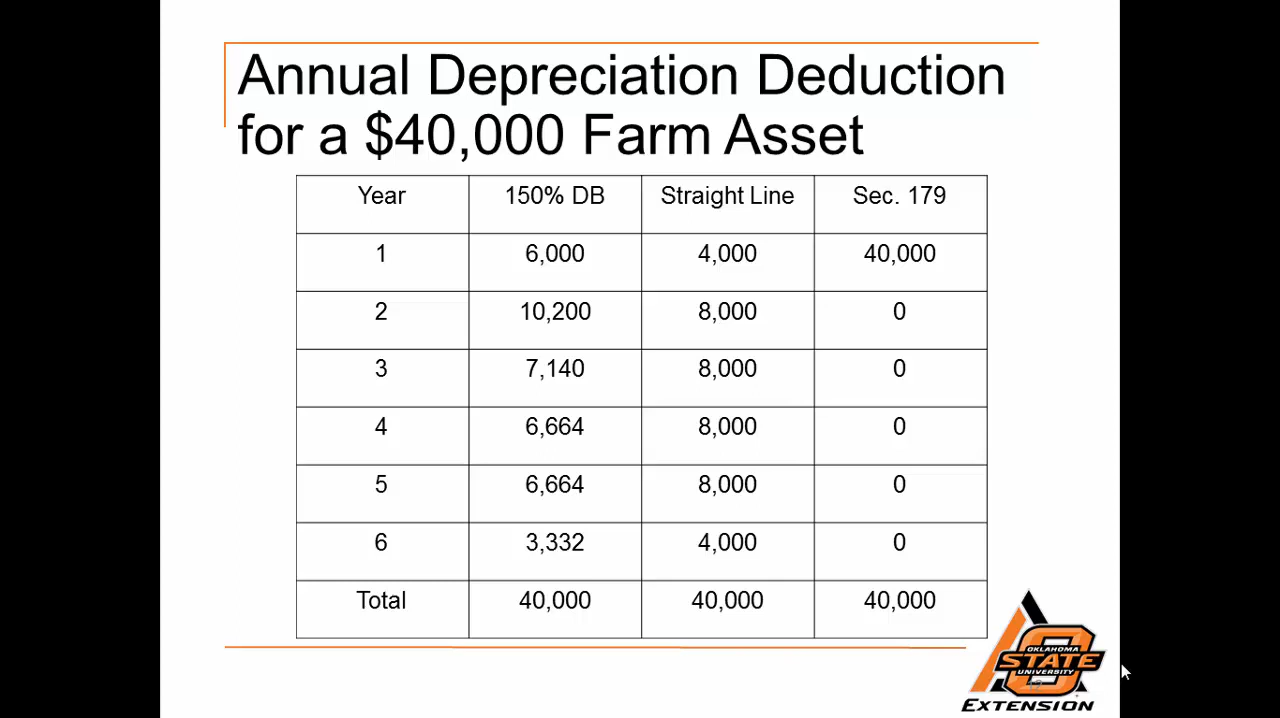 Annual Depreciation Deduction
for a $40,000 Farm Asset
Year 150% DB Straight Line Sec. 179
1 6,000 4,000 40,000
2 10,200 8,000 0
3 7,140 8,000 0
4 6,664 8,000 0
5 6,664 8,000 0
6 3,332 4,000 0
Total 40,000 40,000 40,000
OKLAHOMA
STATE
UNIVERSITY
EXTENSION